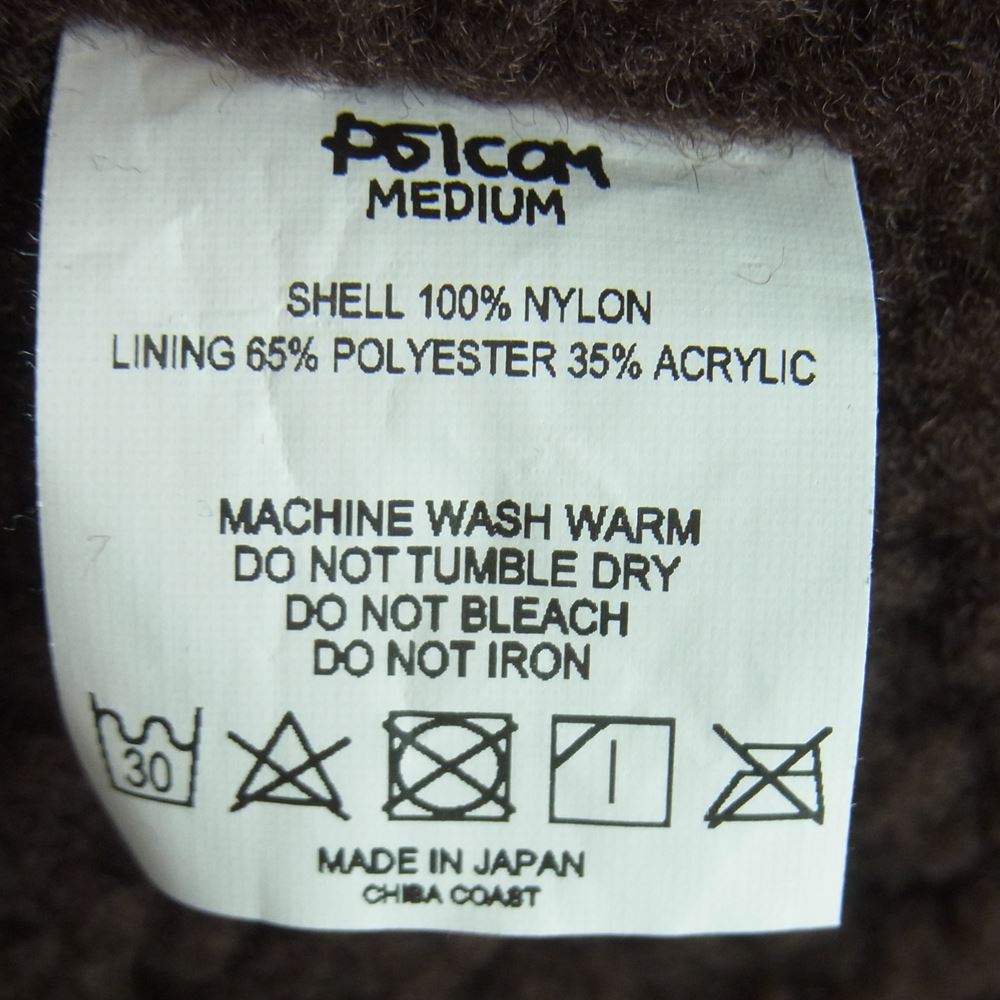 PSICOM
MEDIUM
SHELL 100% NYLON
LINING 65% POLYESTER 35% ACRYLIC
MACHINE WASH WARM
DO NOT TUMBLE DRY
DO NOT BLEACH
DO NOT IRON
30
MADE IN JAPAN
CHIBA COAST